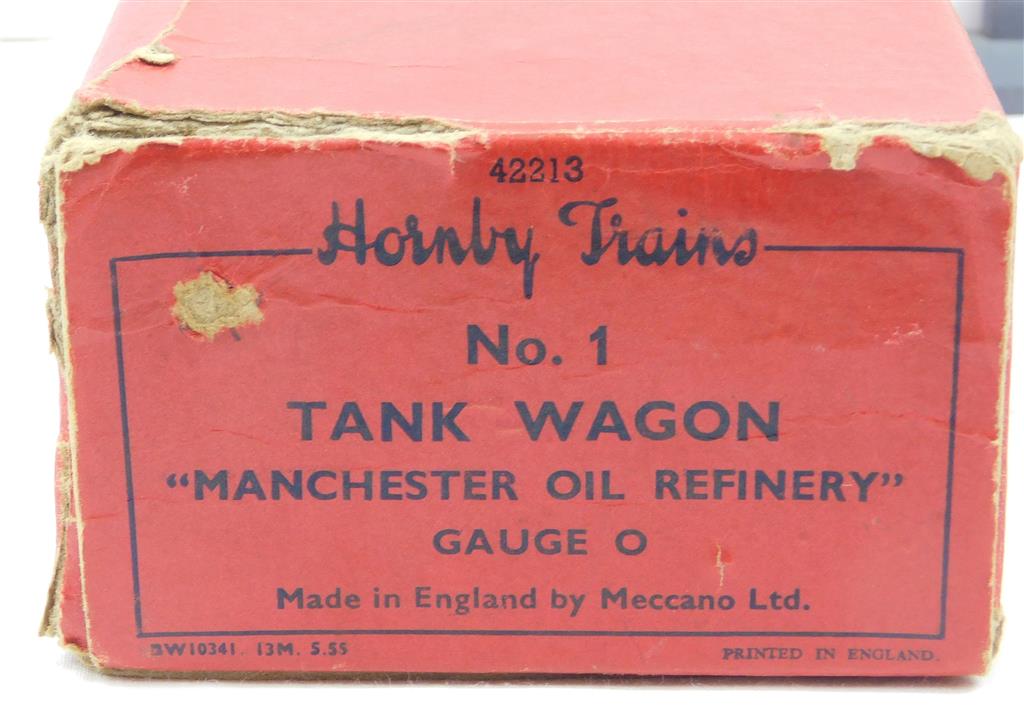 42213
Hornby Trains
No. 1
TANK WAGON
“MANCHESTER OIL REFINERY”
GAUGE O
Made in England by Meccano Ltd.
BW10341. 13M. 5.55
PRINTED IN ENGLAND.